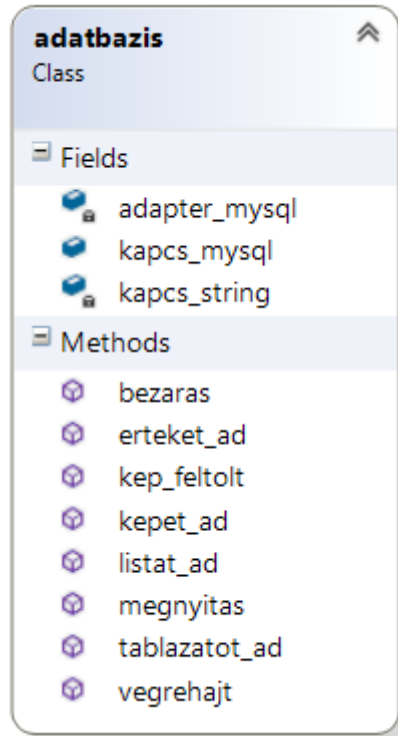 adatbazis
Class
Fields
adapter_mysql
kapcs_mysql
kapcs_string
Methods
bezaras
erteket_ad
kep_feltolt
kepet_ad
listat_ad
megnyitas
tablazatot_ad
vegrehajt